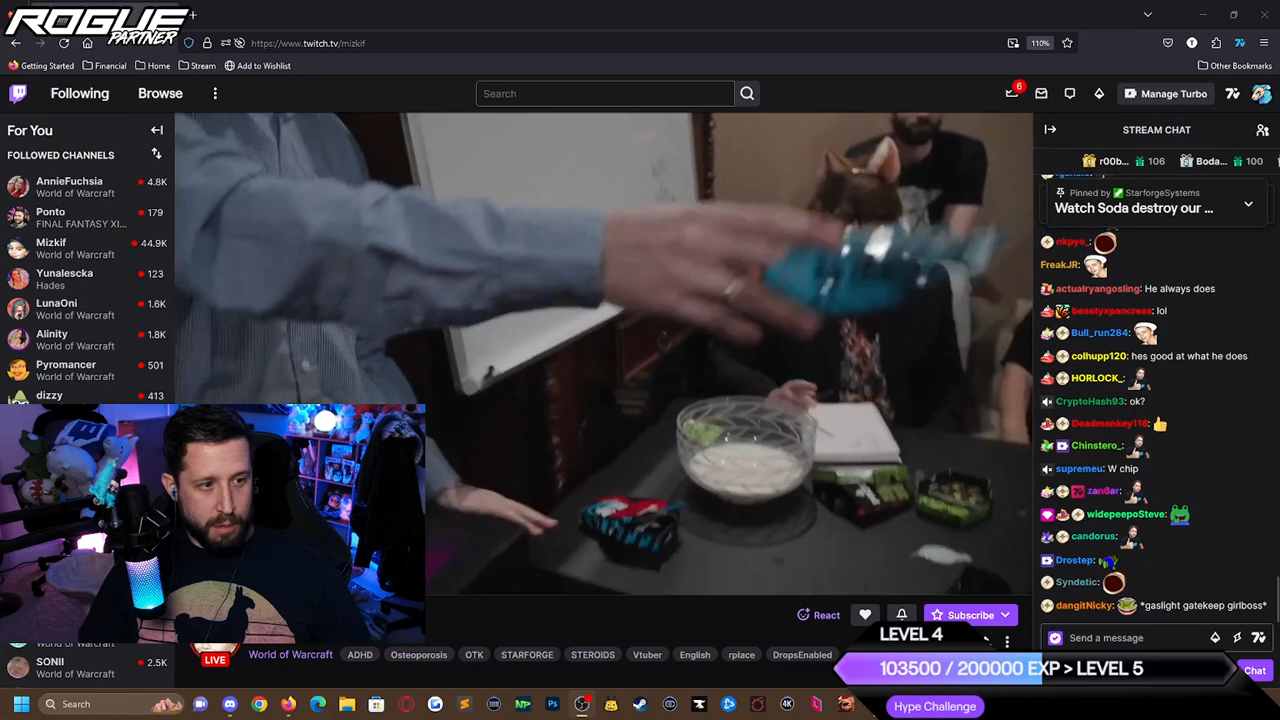 ROGUE
PARTNER
https://www.twitch.tv/mizkif
110%
Getting Started
Financial
Home
Stream
Add to Wishlist
Other Bookmarks
Following
Browse
Search
6
Manage Turbo
For You
FOLLOWED CHANNELS
AnnieFuchsia
4.8K
World of Warcraft
Ponto
179
FINAL FANTASY XI...
Mizkif
44.9K
World of Warcraft
Yunalescka
123
Hades
LunaOni
1.6K
World of Warcraft
Alinity
1.8K
World of Warcraft
Pyromancer
501
World of Warcraft
dizzy
413
SONII
2.5K
STREAM CHAT
r00b...
106
Boda...
100
Pinned by StarforgeSystems
Watch Soda destroy our ...
nkpyo_:
FreakJR:
actualryangosling: He always does
beastyxpancreas: lol
Bull_run284:
colhupp120: hes good at what he does
HORLOCK_:
CryptoHash93: ok?
Deadmonkey116:
Chinstero_:
supremeu: W chip
zan6ar:
widepeepoSteve:
candorus:
Drostep:
Syndetic:
dangitNicky: *gaslight gatekeep girlboss*
Send a message
Chat
React
Subscribe
LIVE
World of Warcraft
ADHD
Osteoporosis
OTK
STARFORGE
STEROIDS
Vtuber
English
rplace
DropsEnabled
LEVEL 4
103500 / 200000 EXP > LEVEL 5
Hype Challenge
Search